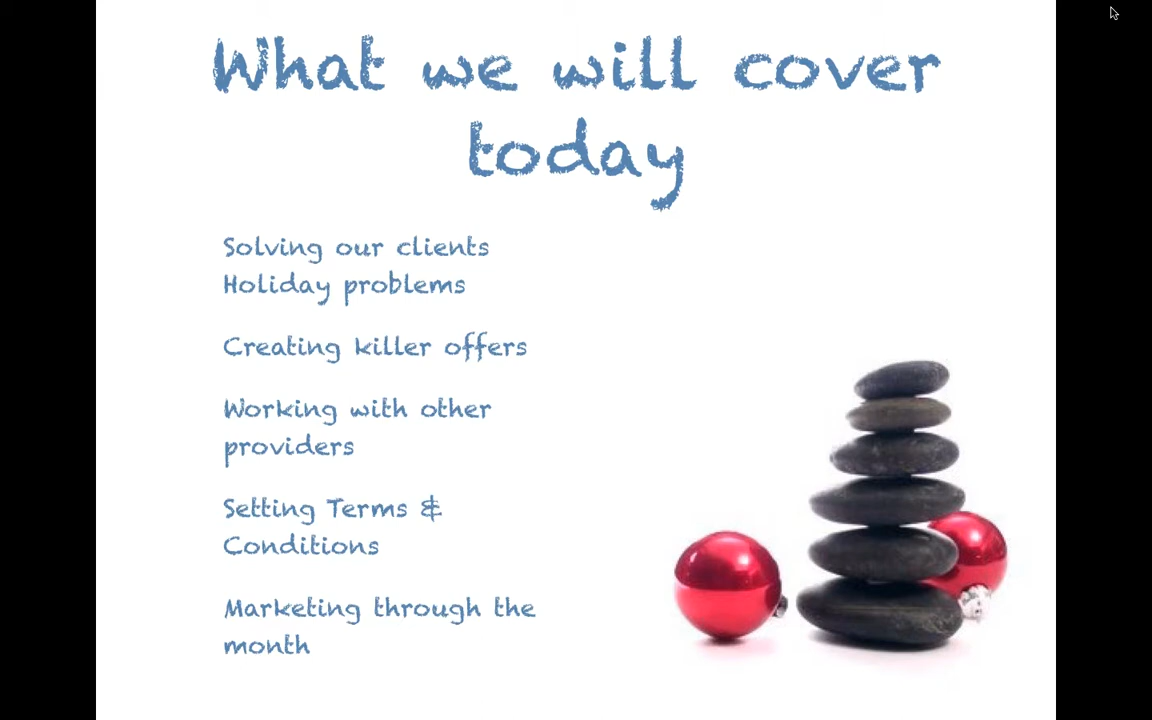 What we will cover
today
Solving our clients
Holiday problems
Creating killer offers
Working with other
providers
Setting Terms &
Conditions
Marketing through the
month